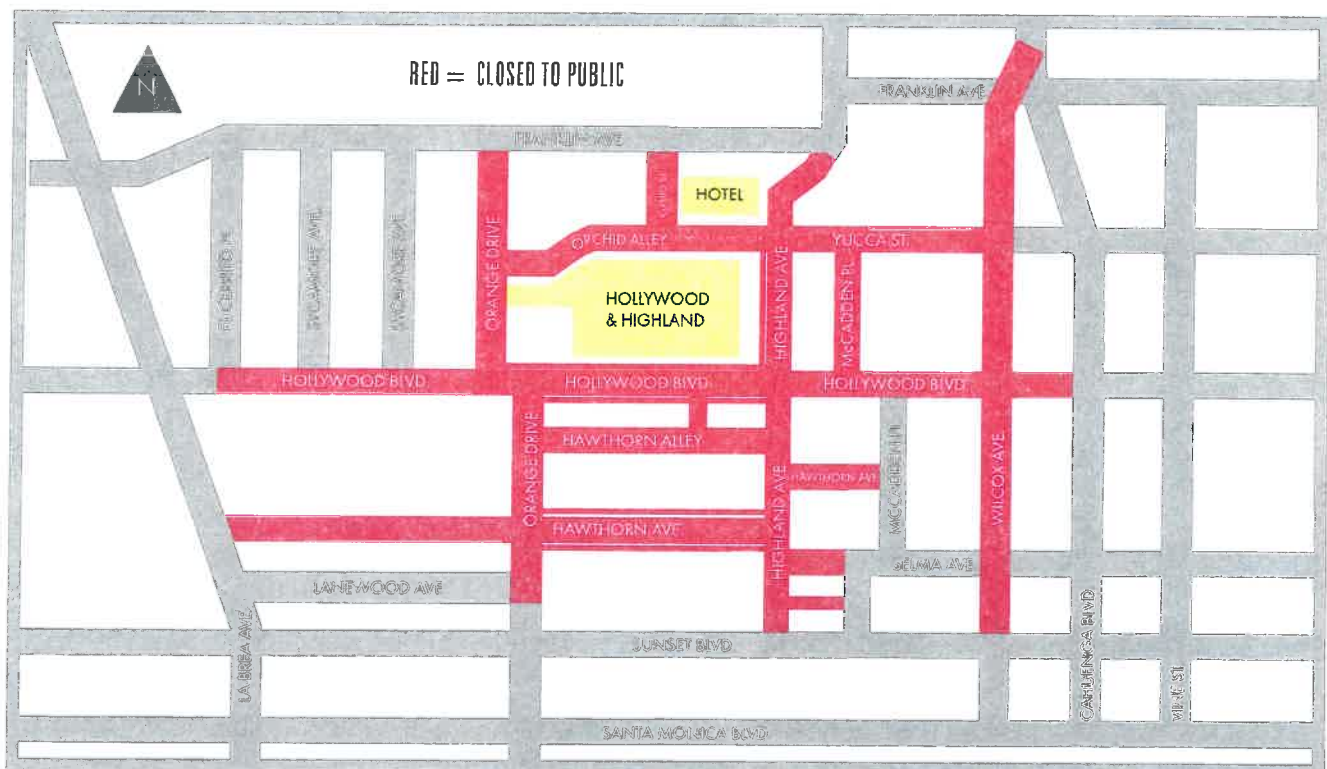 RED = CLOSED TO PUBLIC
N
FRANKLIN AVE
FRANKLIN AVE
HOTEL
ORCHID ALLEY
YUCCA ST.
SYCAMORE AVE
ORANGE DRIVE
HOLLYWOOD
& HIGHLAND
HIGHLAND AVE
McCADDEN PL
HOLLYWOOD BLVD
HOLLYWOOD BLVD
HOLLYWOOD BLVD
HAWTHORN ALLEY
ORANGE DRIVE
HIGHLAND AVE
HAWTHORN AVE
MCCADDEN PL
WILCOX AVE
HAWTHORN AVE
SELMA AVE
LANEWOOD AVE
LA BREA AVE
SUNSET BLVD
CAHUENGA BLVD
VINE ST
SANTA MONICA BLVD